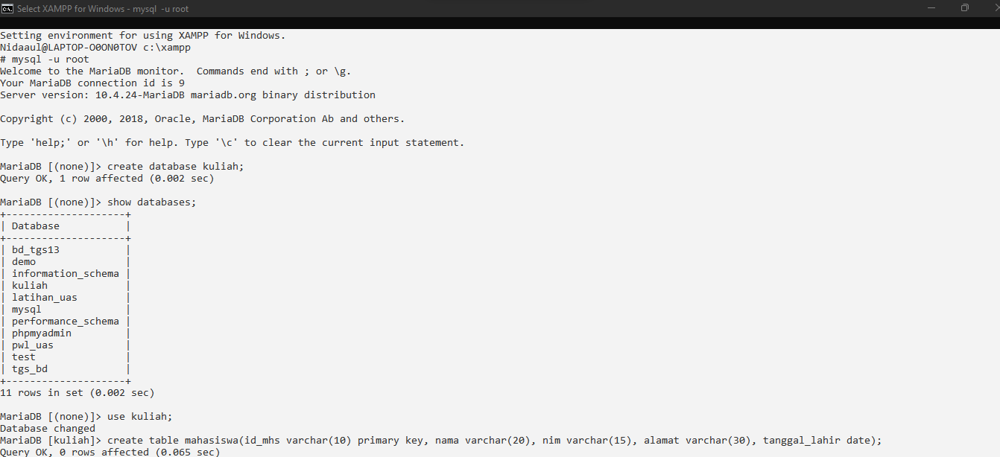 Select XAMPP for Windows - mysql -u root
Setting environment for using XAMPP for Windows.
Nidaaul@LAPTOP-O0ON0TOV c:\xampp
# mysql -u root
Welcome to the MariaDB monitor.  Commands end with ; or \g.
Your MariaDB connection id is 9
Server version: 10.4.24-MariaDB mariadb.org binary distribution

Copyright (c) 2000, 2018, Oracle, MariaDB Corporation Ab and others.

Type 'help;' or '\h' for help. Type '\c' to clear the current input statement.

MariaDB [(none)]> create database kuliah;
Query OK, 1 row affected (0.002 sec)

MariaDB [(none)]> show databases;
+--------------------+
| Database           |
+--------------------+
| bd_tgs13           |
| demo               |
| information_schema |
| kuliah             |
| latihan_uas        |
| mysql              |
| performance_schema |
| phpmyadmin         |
| pwl_uas            |
| test               |
| tgs_bd             |
+--------------------+
11 rows in set (0.002 sec)

MariaDB [(none)]> use kuliah;
Database changed
MariaDB [kuliah]> create table mahasiswa(id_mhs varchar(10) primary key, nama varchar(20), nim varchar(15), alamat varchar(30), tanggal_lahir date);
Query OK, 0 rows affected (0.065 sec)